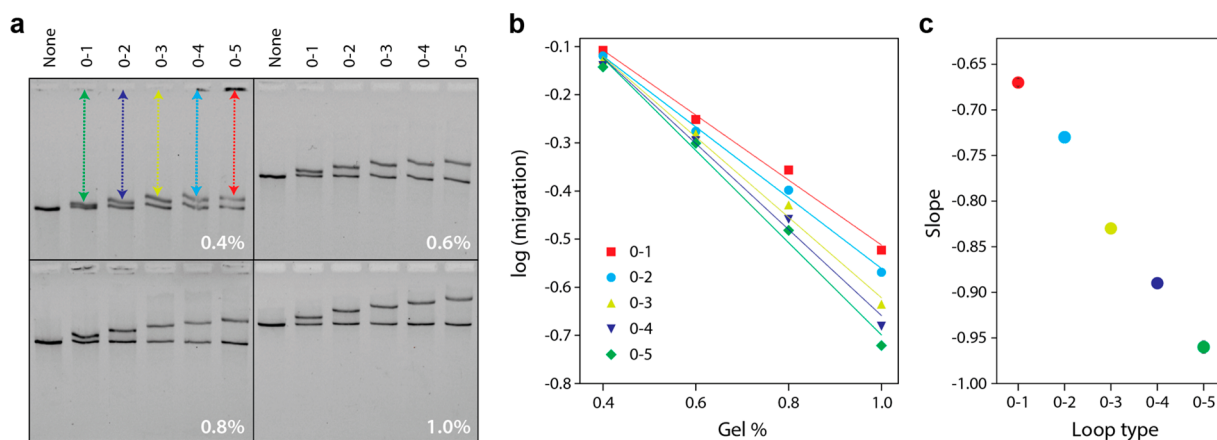 a
None 0-1 0-2 0-3 0-4 0-5
None 0-1 0-2 0-3 0-4 0-5
0.4%
0.6%
0.8%
1.0%
b
log (migration)
-0.1
-0.2
-0.3
-0.4
-0.5
-0.6
-0.7
-0.8
0-1
0-2
0-3
0-4
0-5
0.4 0.6 0.8 1.0
Gel %
c
Slope
-0.65
-0.70
-0.75
-0.80
-0.85
-0.90
-0.95
-1.00
0-1 0-2 0-3 0-4 0-5
Loop type